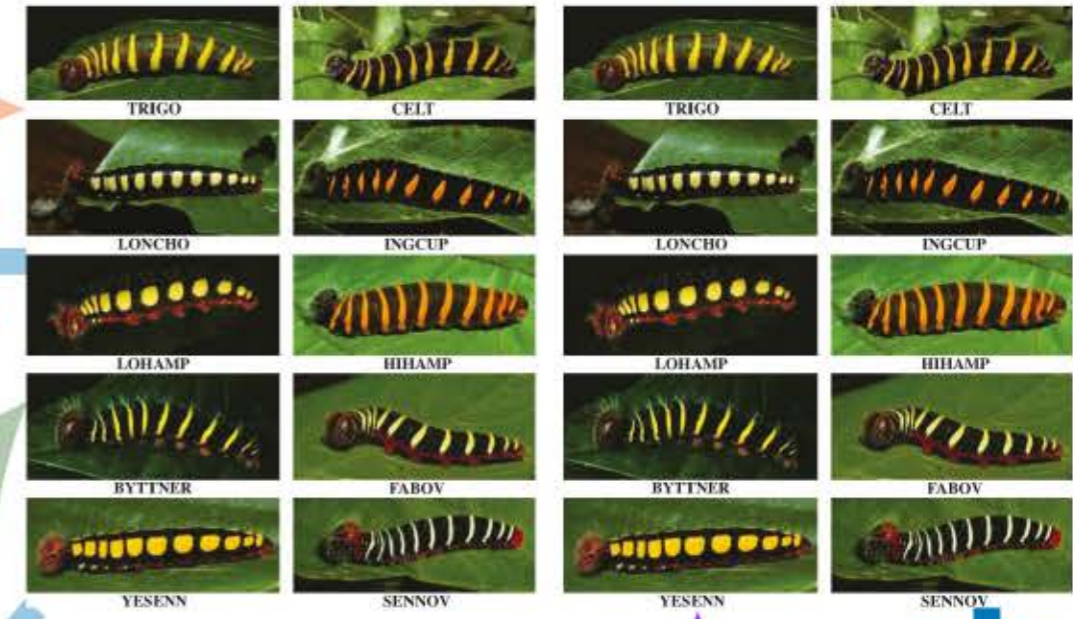 TRIGO CELT TRIGO CELT
LONCHO INGCUP LONCHO INGCUP
LOHAMP HIHAMP LOHAMP HIHAMP
BYTTNER FABOV BYTTNER FABOV
YESENN SENNOV YESENN SENNOV